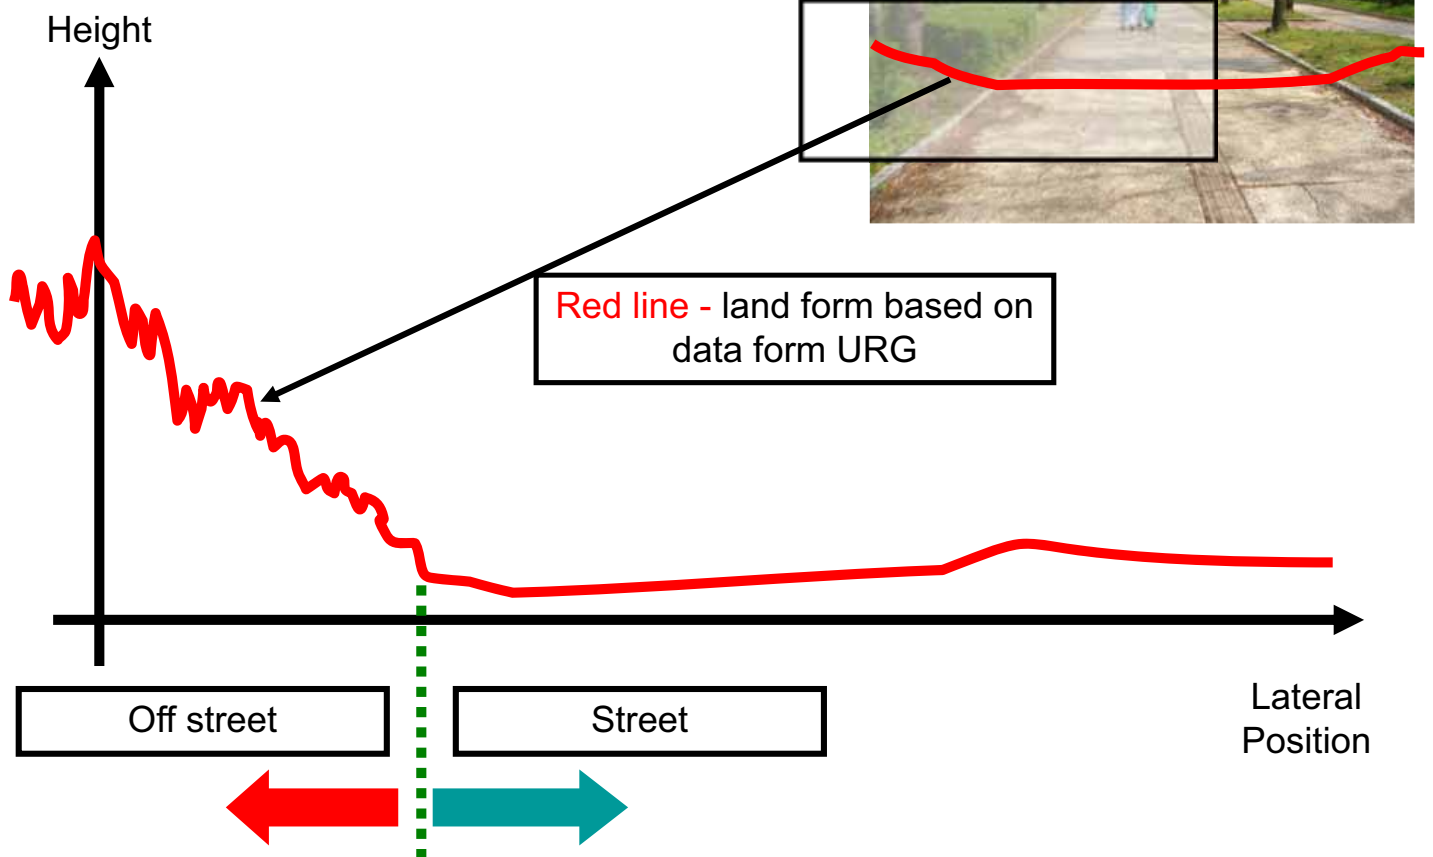 Height
Red line - land form based on
data form URG
Off street
Street
Lateral
Position